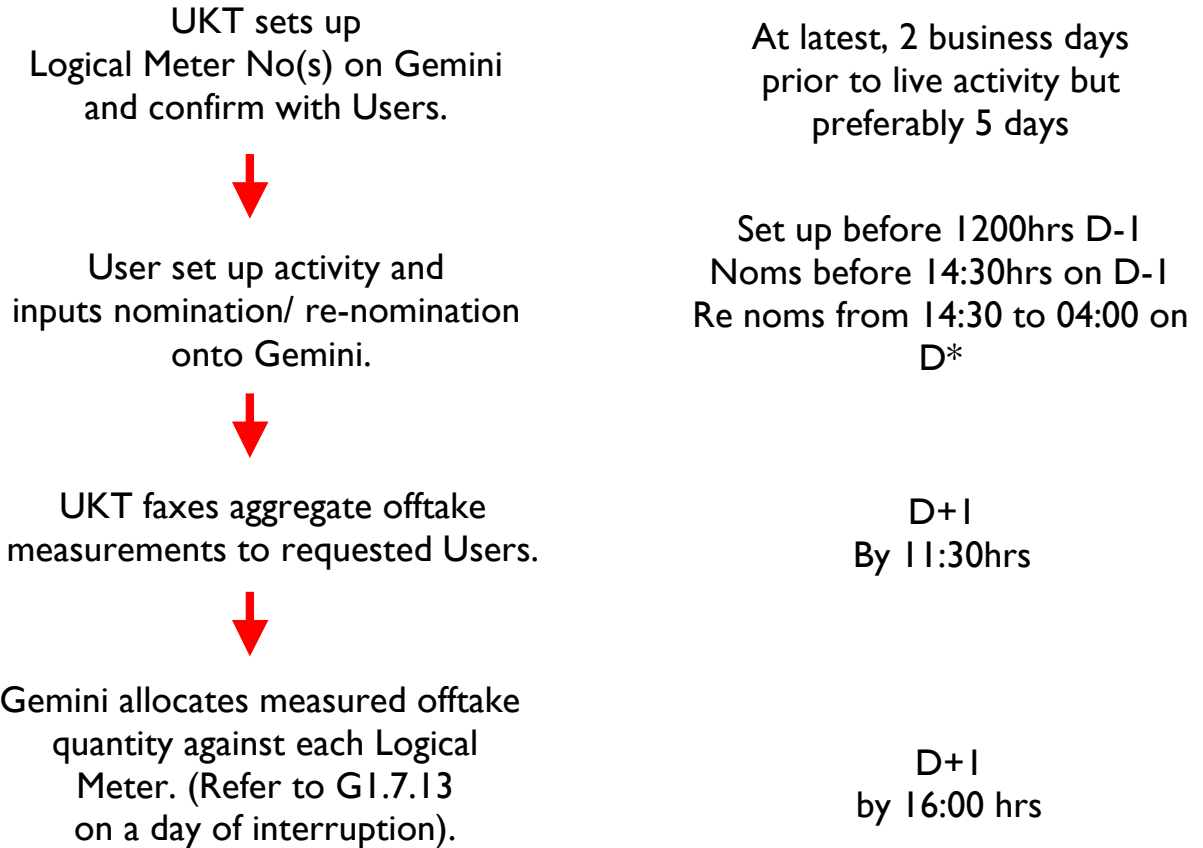 UKT sets up
Logical Meter No(s) on Gemini
and confirm with Users.
At latest, 2 business days
prior to live activity but
preferably 5 days
User set up activity and
inputs nomination/ re-nomination
onto Gemini.
Set up before 1200hrs D-1
Noms before 14:30hrs on D-1
Re noms from 14:30 to 04:00 on
D*
UKT faxes aggregate offtake
measurements to requested Users.
D+1
By 11:30hrs
Gemini allocates measured offtake
quantity against each Logical
Meter. (Refer to G1.7.13
on a day of interruption).
D+1
by 16:00 hrs